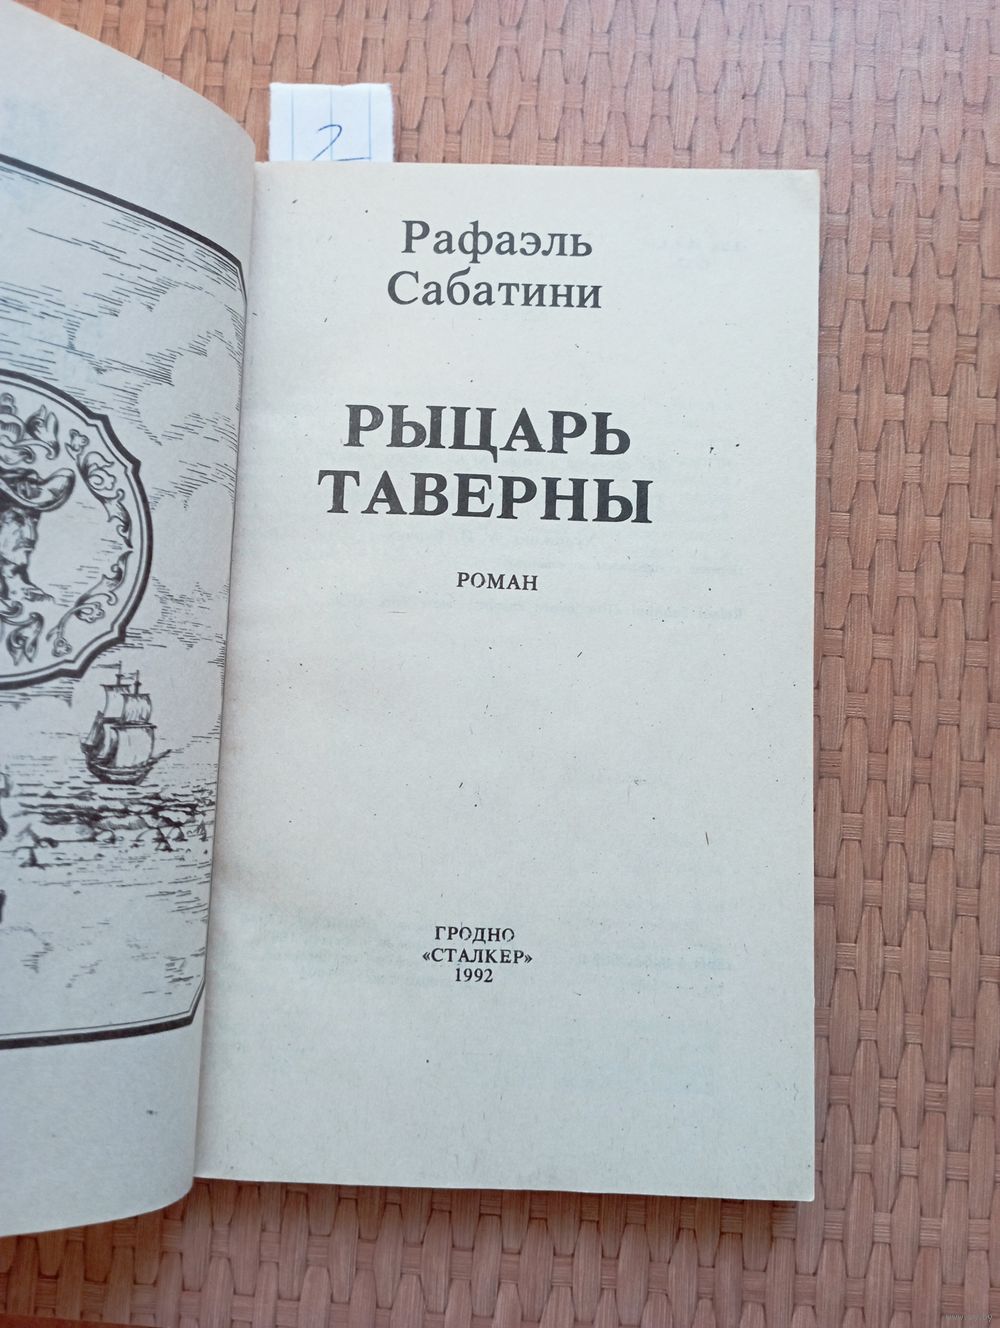 2
Рафаэль
Сабатини
РЫЦАРЬ
ТАВЕРНЫ
РОМАН
ГРОДНО
«СТАЛКЕР»
1992